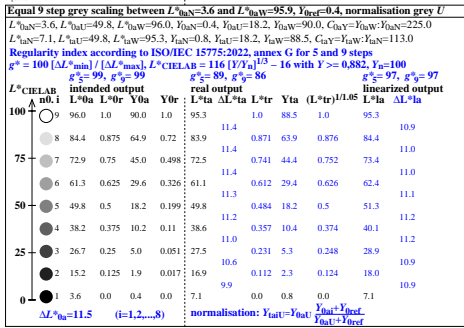 Equal 9 step grey scaling between L*0aN=3.6 and L*0aW=95.9, Y0ref=0.4, normalisation grey U
L*0aN=3.6, L*0aU=49.8, L*0aW=96.0, Y0aN=0.4, Y0aU=18.2, Y0aW=90.0, C0aY=Y0aW:Y0aN=225.0
L*taN=7.1, L*taU=49.8, L*taW=95.3, YtaN=0.8, YtaU=18.2, YtaW=88.5, CtaY=YtaW:YtaN=113.0
Regularity index according to ISO/IEC 15775:2022, annex G for 5 and 9 steps
g* = 100 [ΔL*min] / [ΔL*max], L*CIELAB = 116 [Y/Yn]1/3 − 16 with Y >= 0,882, Yn=100
g*5= 99, g*9= 99 g*5= 89, g*9= 86 g*5= 97, g*9= 97
L*CIELAB intended output real output linearized output
n0. i L*0a L*0r Y0a Y0r L*ta ΔL*ta L*tr Yta (L*tr)1/1.05 L*la ΔL*la
100 9 96.0 1.0 90.0 1.0 95.3 1.0 88.5 1.0 95.3
11.4 10.9
8 84.4 0.875 64.9 0.72 83.9 0.871 63.9 0.876 84.4
11.4 11.0
75 7 72.9 0.75 45.0 0.498 72.5 0.741 44.4 0.752 73.4
11.4 11.0
6 61.3 0.625 29.6 0.326 61.1 0.612 29.4 0.626 62.4
11.3 11.1
50 5 49.8 0.5 18.2 0.199 49.8 0.484 18.2 0.5 51.3
11.2 11.2
4 38.2 0.375 10.2 0.11 38.6 0.357 10.4 0.374 40.1
11.0 11.2
25 3 26.7 0.25 5.0 0.051 27.5 0.231 5.3 0.248 28.9
10.6 10.9
2 15.2 0.125 1.9 0.017 16.9 0.112 2.3 0.124 18.0
9.9 10.9
0 1 3.6 0.0 0.4 0.0 7.1 0.0 0.8 0.0 7.1
ΔL*0a=11.5 (i=1,2,...,8) normalisation: YtaiU=Y0aU Y0ai+Y0ref
Y0aU+Y0ref